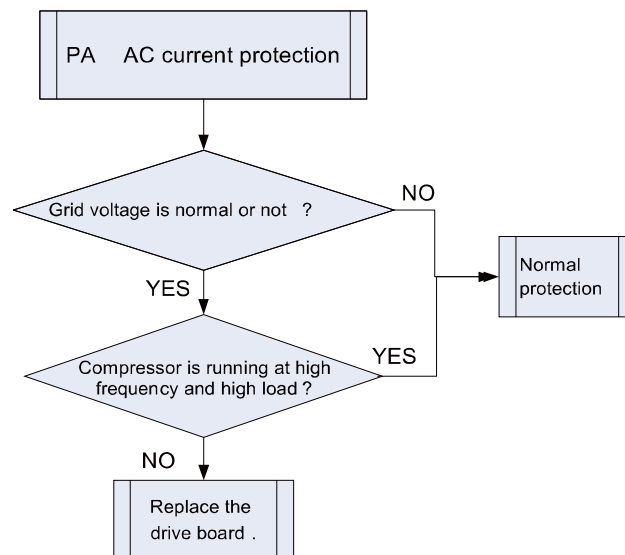 PA AC current protection
Grid voltage is normal or not ?
NO
YES
Normal
protection
Compressor is running at high
frequency and high load ?
YES
NO
Replace the
drive board .